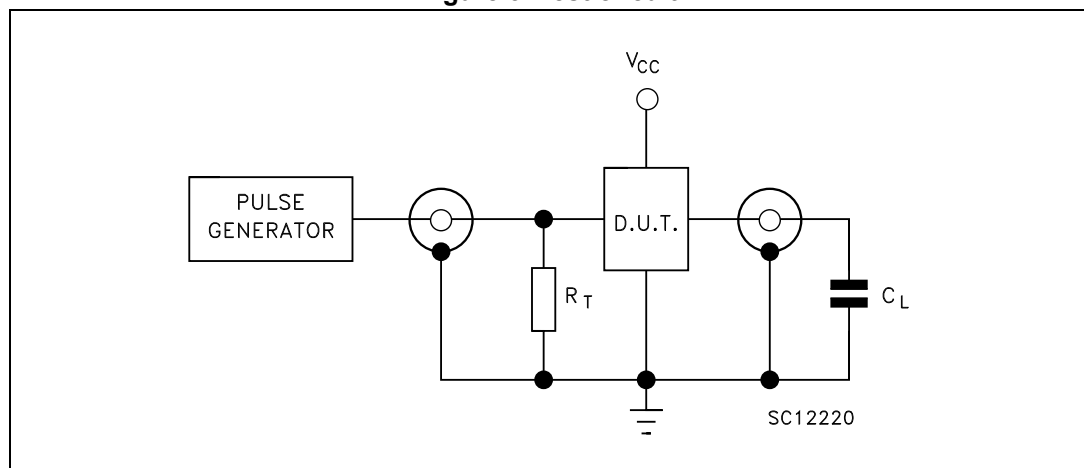 VCC
PULSE
GENERATOR
D.U.T.
RT
CL
SC12220